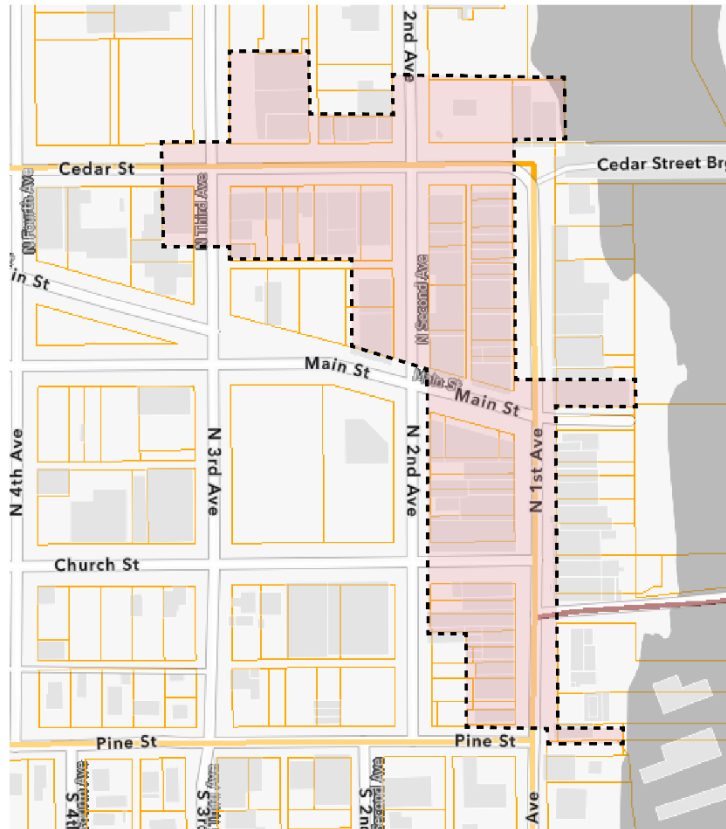 2nd Ave
Cedar St
Cedar Street Br
N Fourth Ave
N Third Ave
in St
N Second Ave
Main St
Main St
Main St
N 4th Ave
N 3rd Ave
N 2nd Ave
N 1st Ave
Church St
Pine St
Pine St
S 4th
S 3rd
S 2nd
Ave